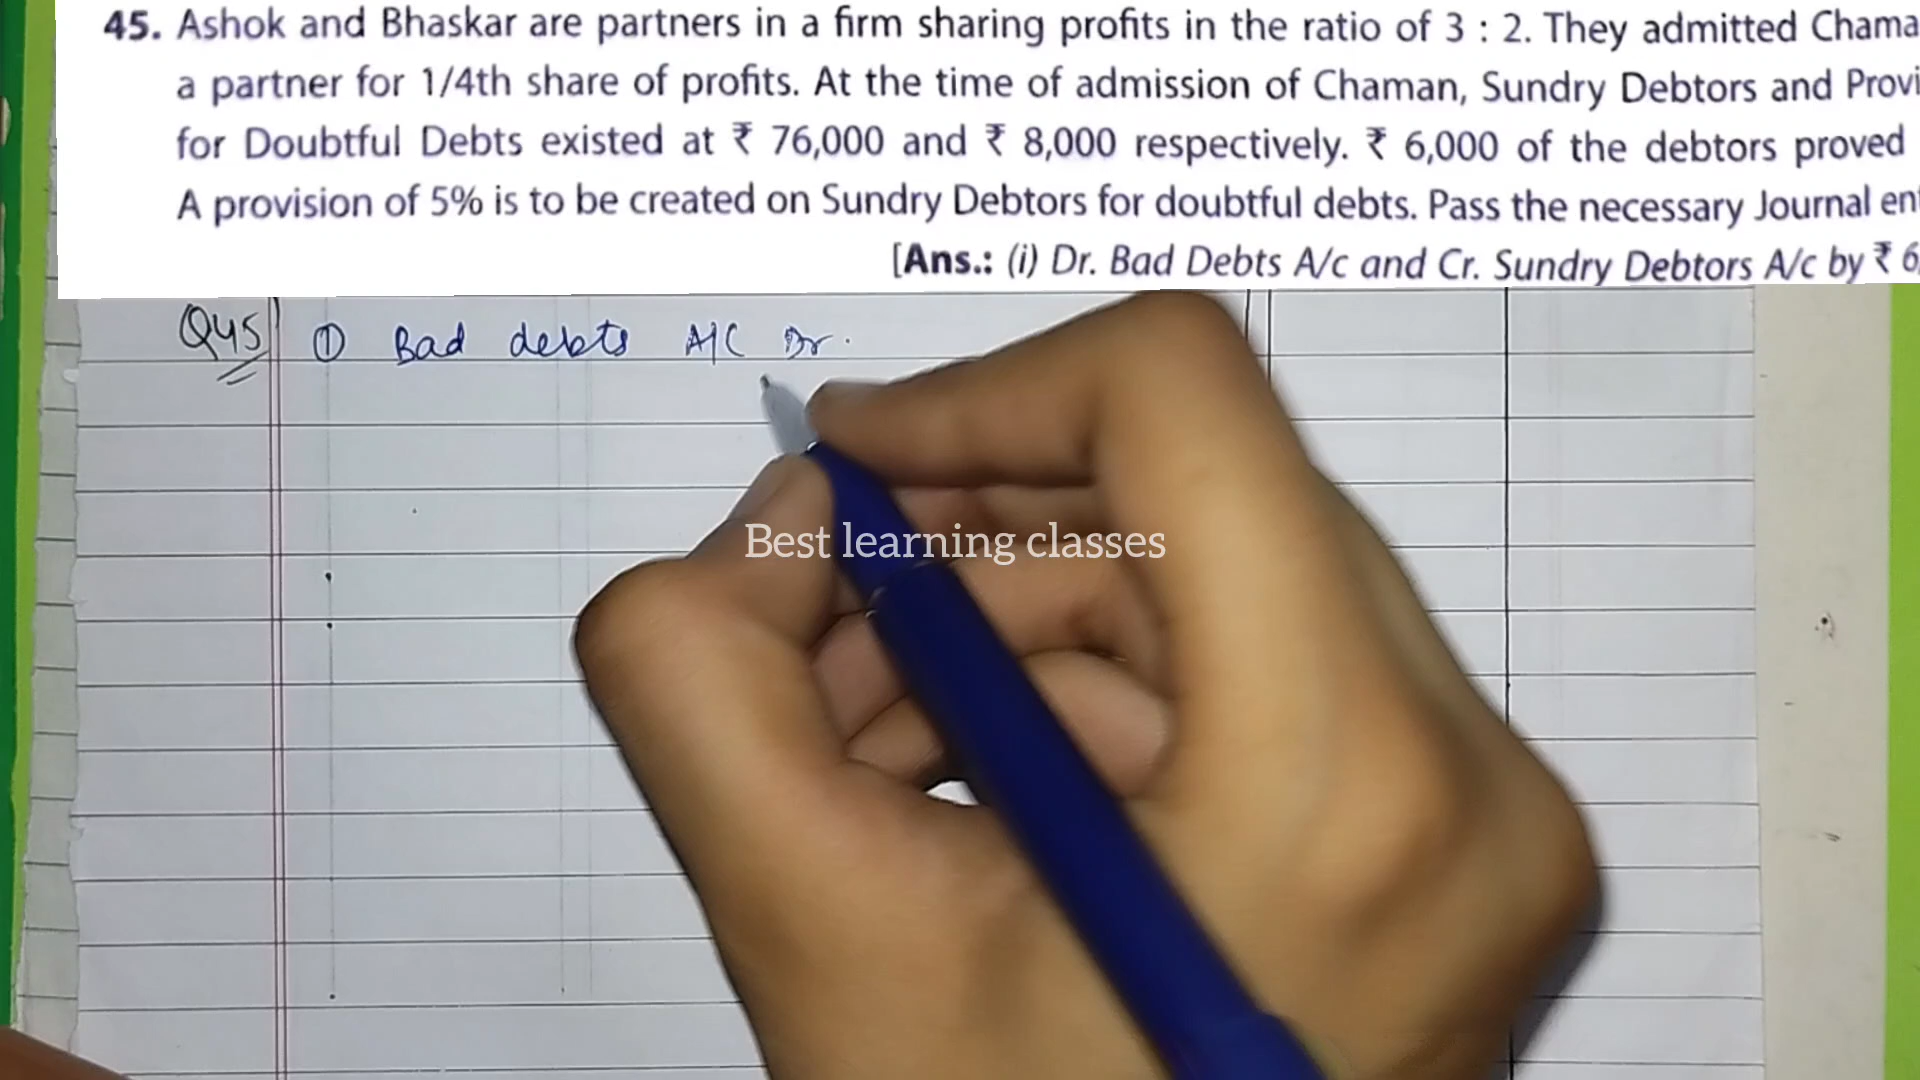 45. Ashok and Bhaskar are partners in a firm sharing profits in the ratio of 3 : 2. They admitted Chama
a partner for 1/4th share of profits. At the time of admission of Chaman, Sundry Debtors and Provi
for Doubtful Debts existed at ₹ 76,000 and ₹ 8,000 respectively. ₹ 6,000 of the debtors proved
A provision of 5% is to be created on Sundry Debtors for doubtful debts. Pass the necessary Journal ent
[Ans.: (i) Dr. Bad Debts A/c and Cr. Sundry Debtors A/c by ₹ 6,
Q45 ① Bad debts A/C Dr.
Best learning classes